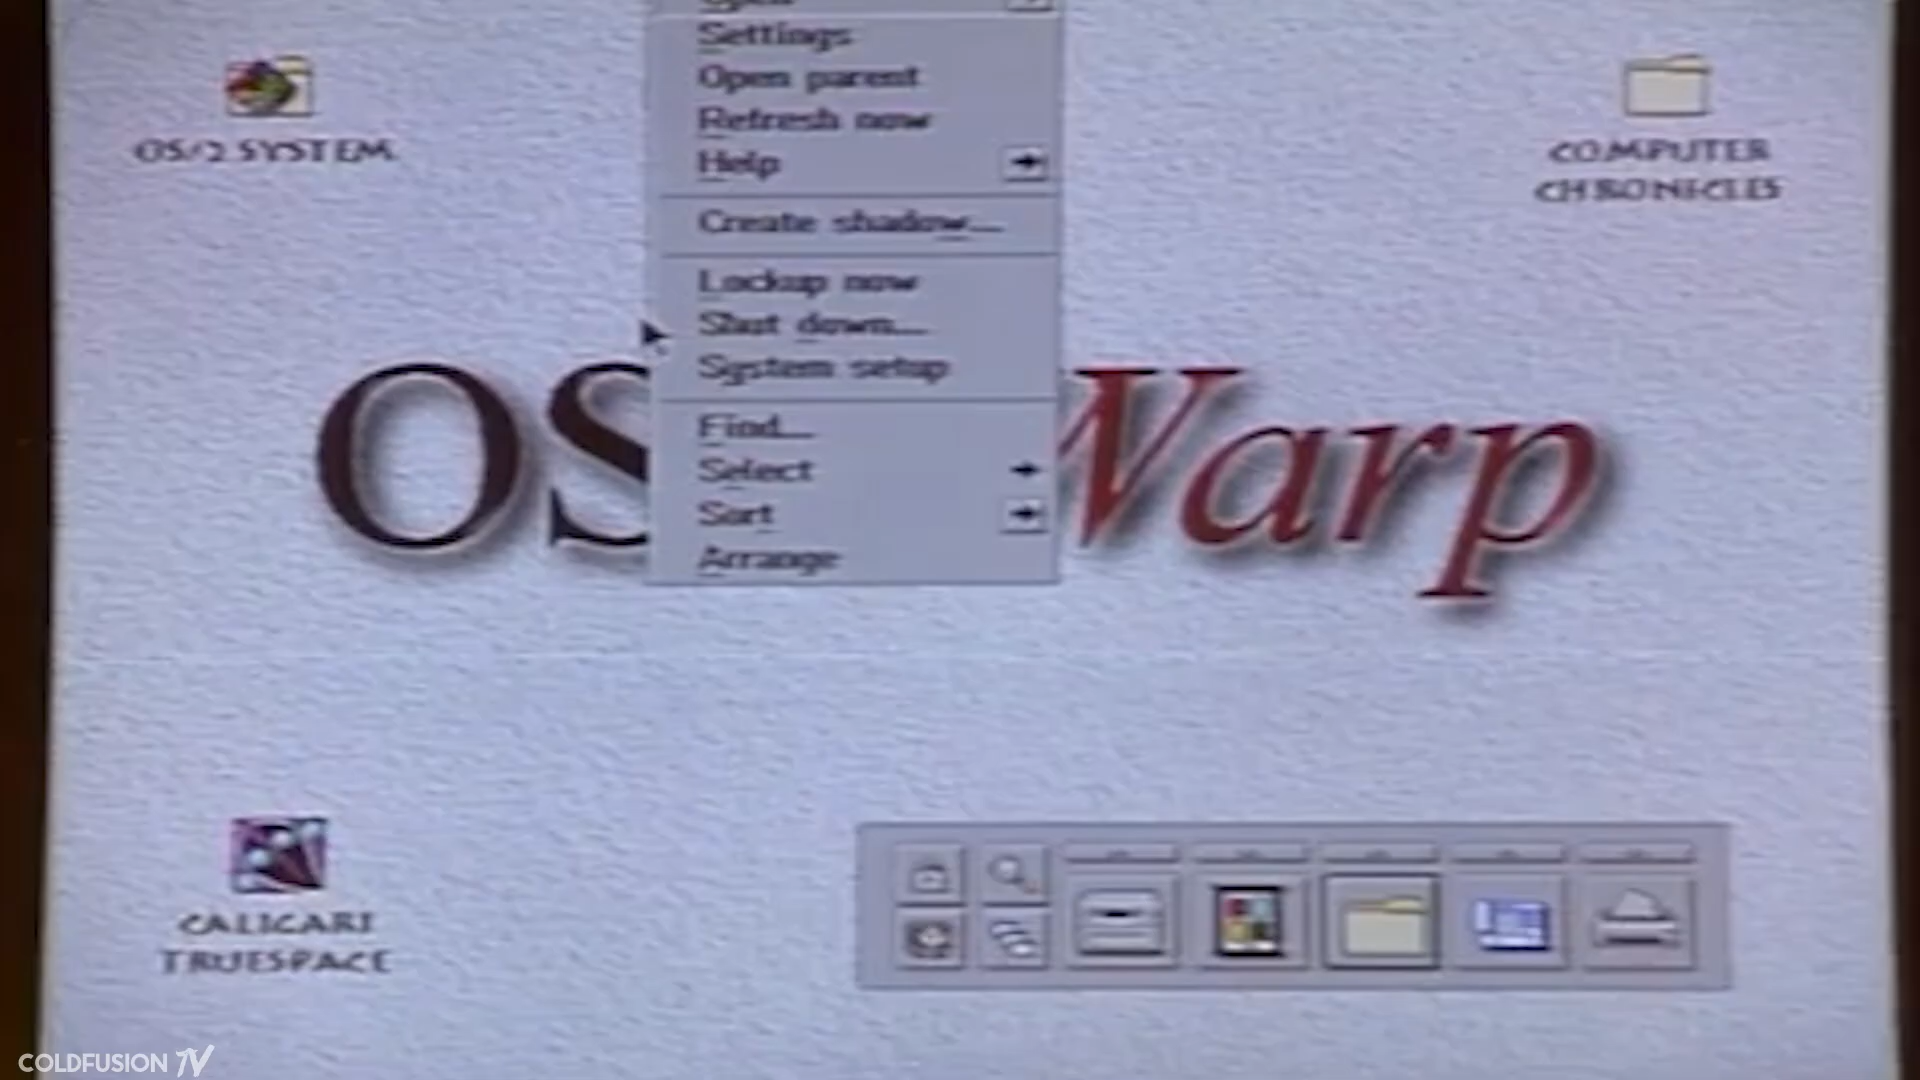 Open
Settings
Open parent
Refresh now
Help
Create shadow...
Lockup now
Shut down...
System setup
Find...
Select
Sort
Arrange
OS/2 SYSTEM
COMPUTER
CHRONICLES
OS Warp
CALIGARI
TRUESPACE
COLDFUSION TV